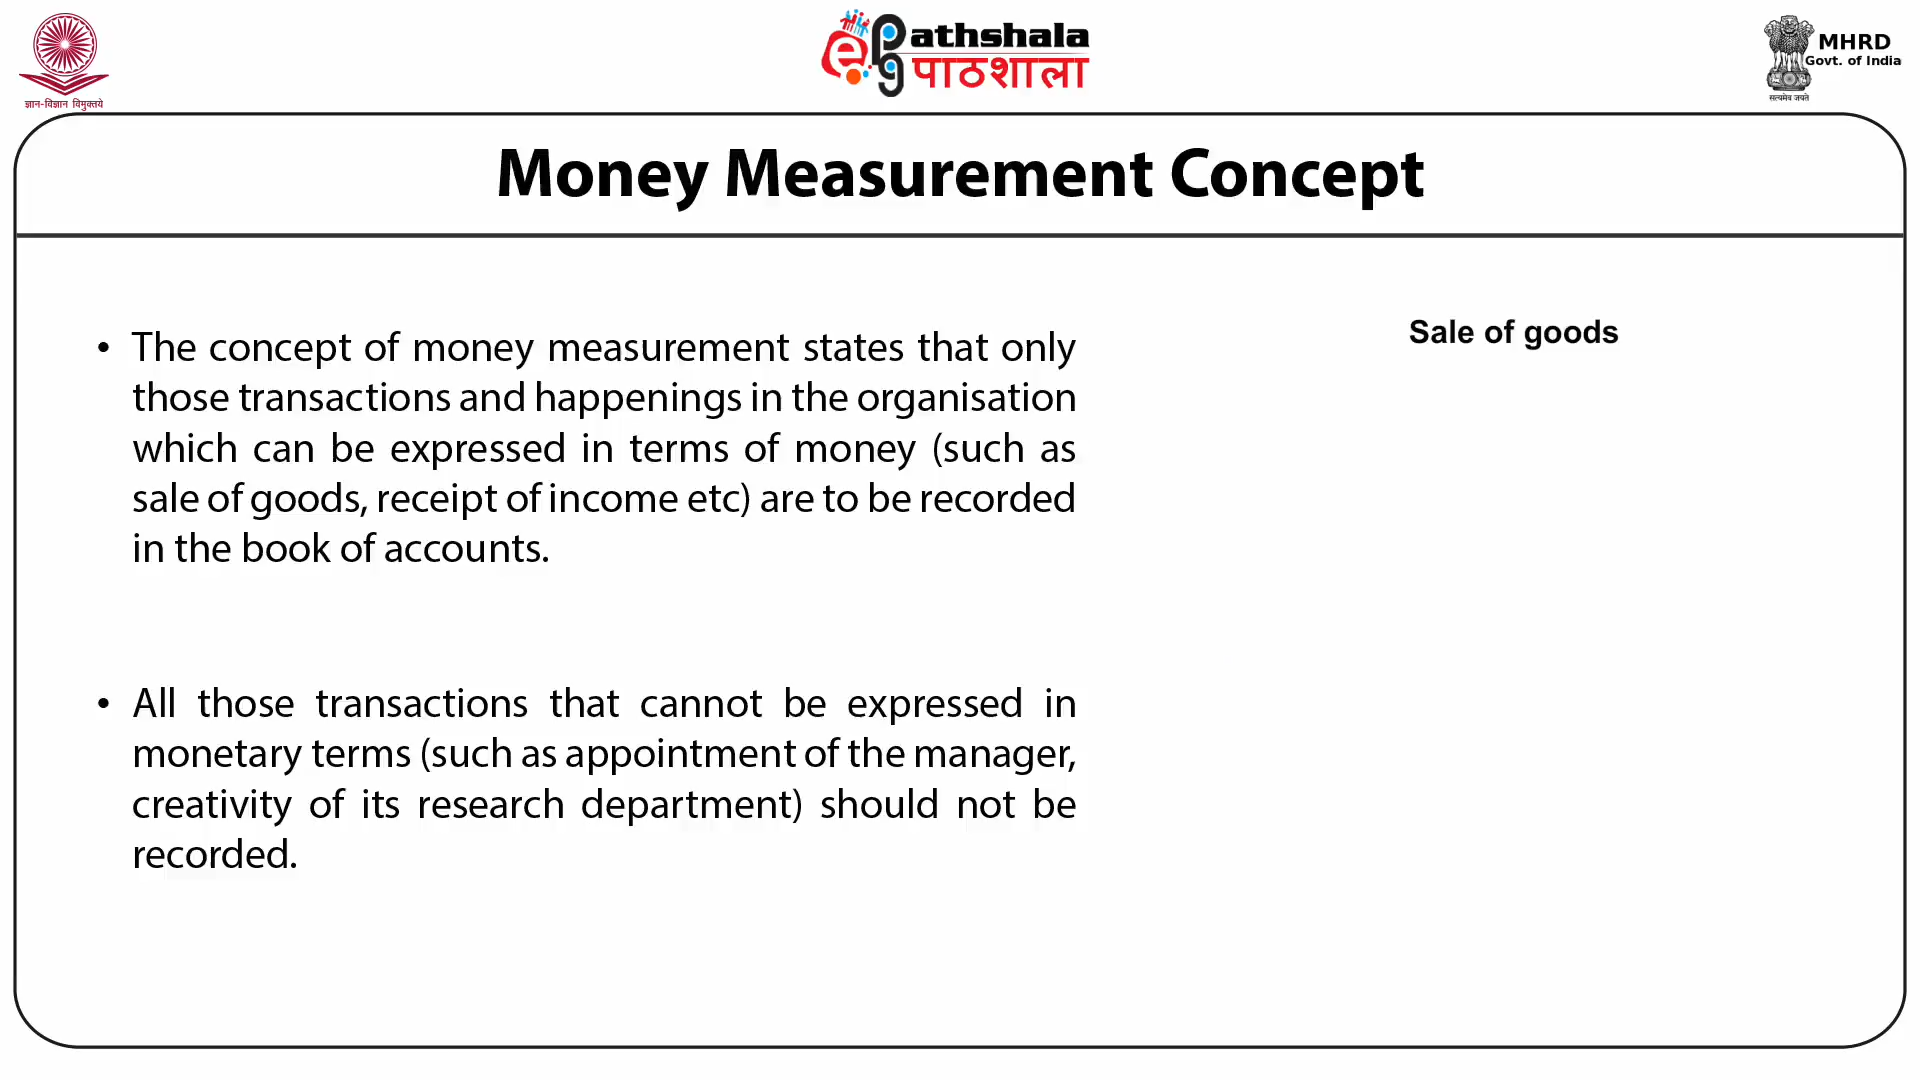 ज्ञान-विज्ञान विमुक्तये
ePathshala
पाठशाला
MHRD
Govt. of India
सत्यमेव जयते
Money Measurement Concept
• The concept of money measurement states that only
those transactions and happenings in the organisation
which can be expressed in terms of money (such as
sale of goods, receipt of income etc) are to be recorded
in the book of accounts.
• All those transactions that cannot be expressed in
monetary terms (such as appointment of the manager,
creativity of its research department) should not be
recorded.
Sale of goods